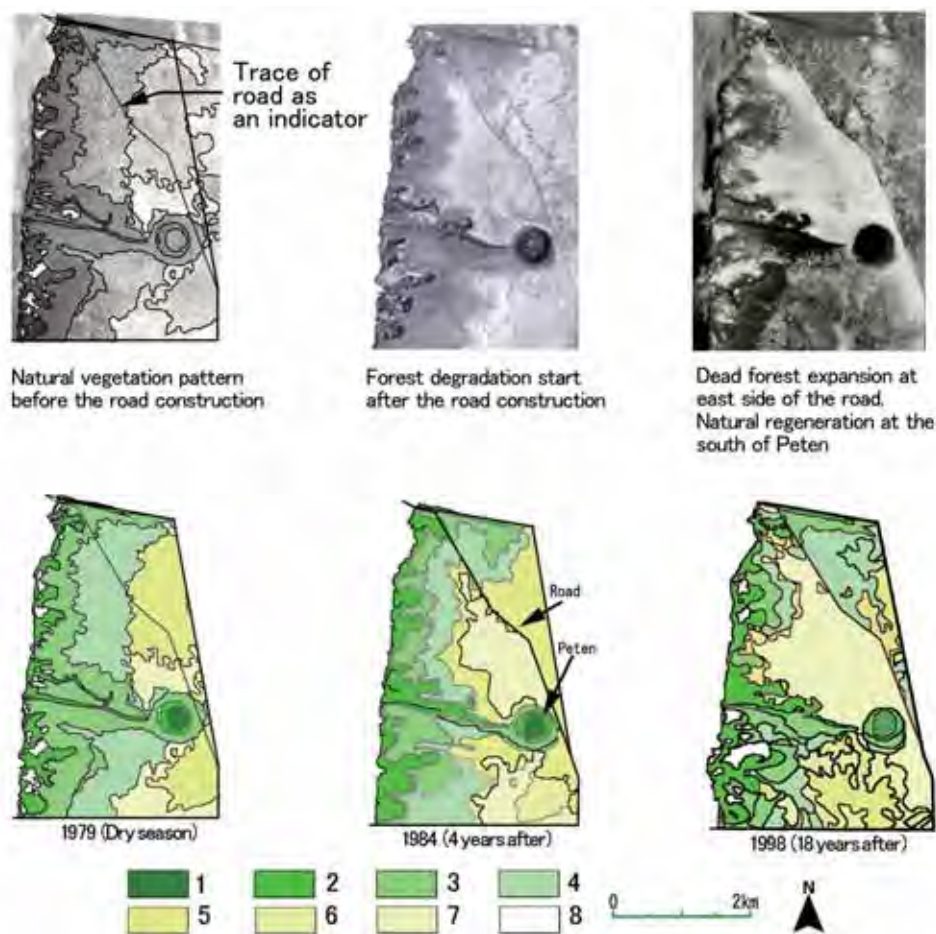 Trace of
road as
an indicator
Natural vegetation pattern
before the road construction
Forest degradation start
after the road construction
Dead forest expansion at
east side of the road.
Natural regeneration at the
south of Peten
Road
Peten
1979 (Dry season)
1984 (4 years after)
1998 (18 years after)
1 2 3 4
5 6 7 8
0 2km
N